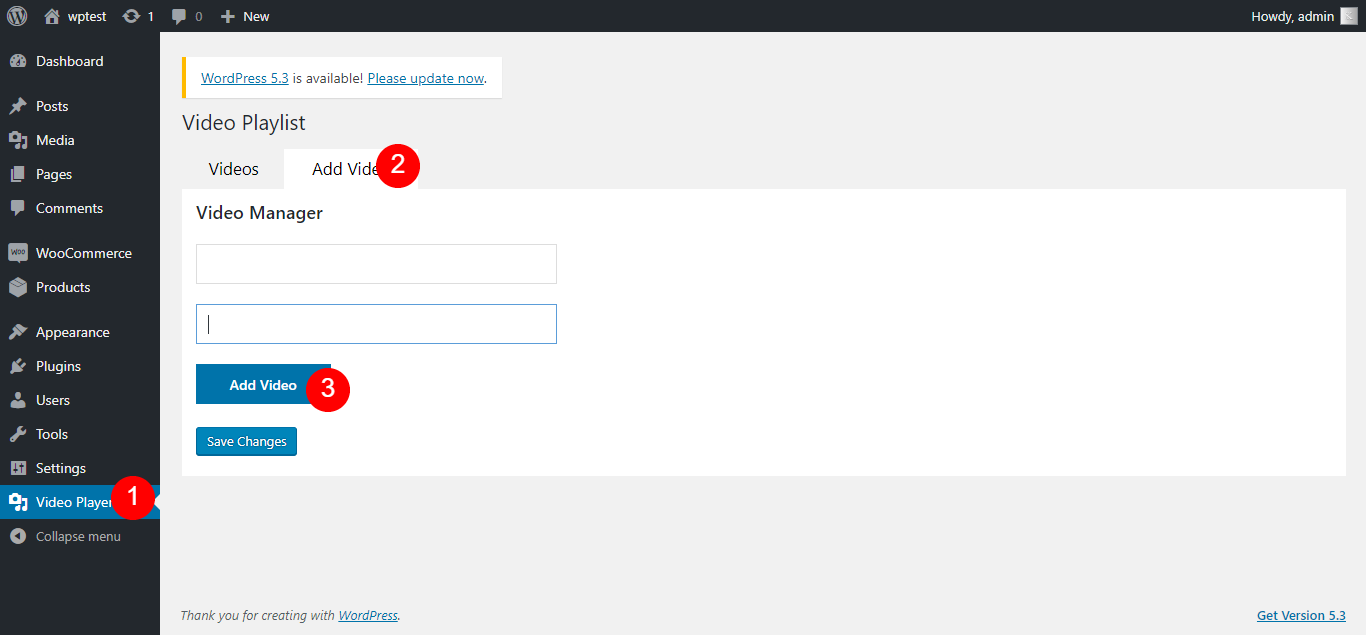 wptest 1 0 New Howdy, admin
Dashboard
Posts
Media
Pages
Comments
WOO WooCommerce
Products
Appearance
Plugins
Users
Tools
Settings
Video Player 1
Collapse menu
WordPress 5.3 is available! Please update now.
Video Playlist
Videos
Add Vide 2
Video Manager
Add Video 3
Save Changes
Thank you for creating with WordPress.
Get Version 5.3